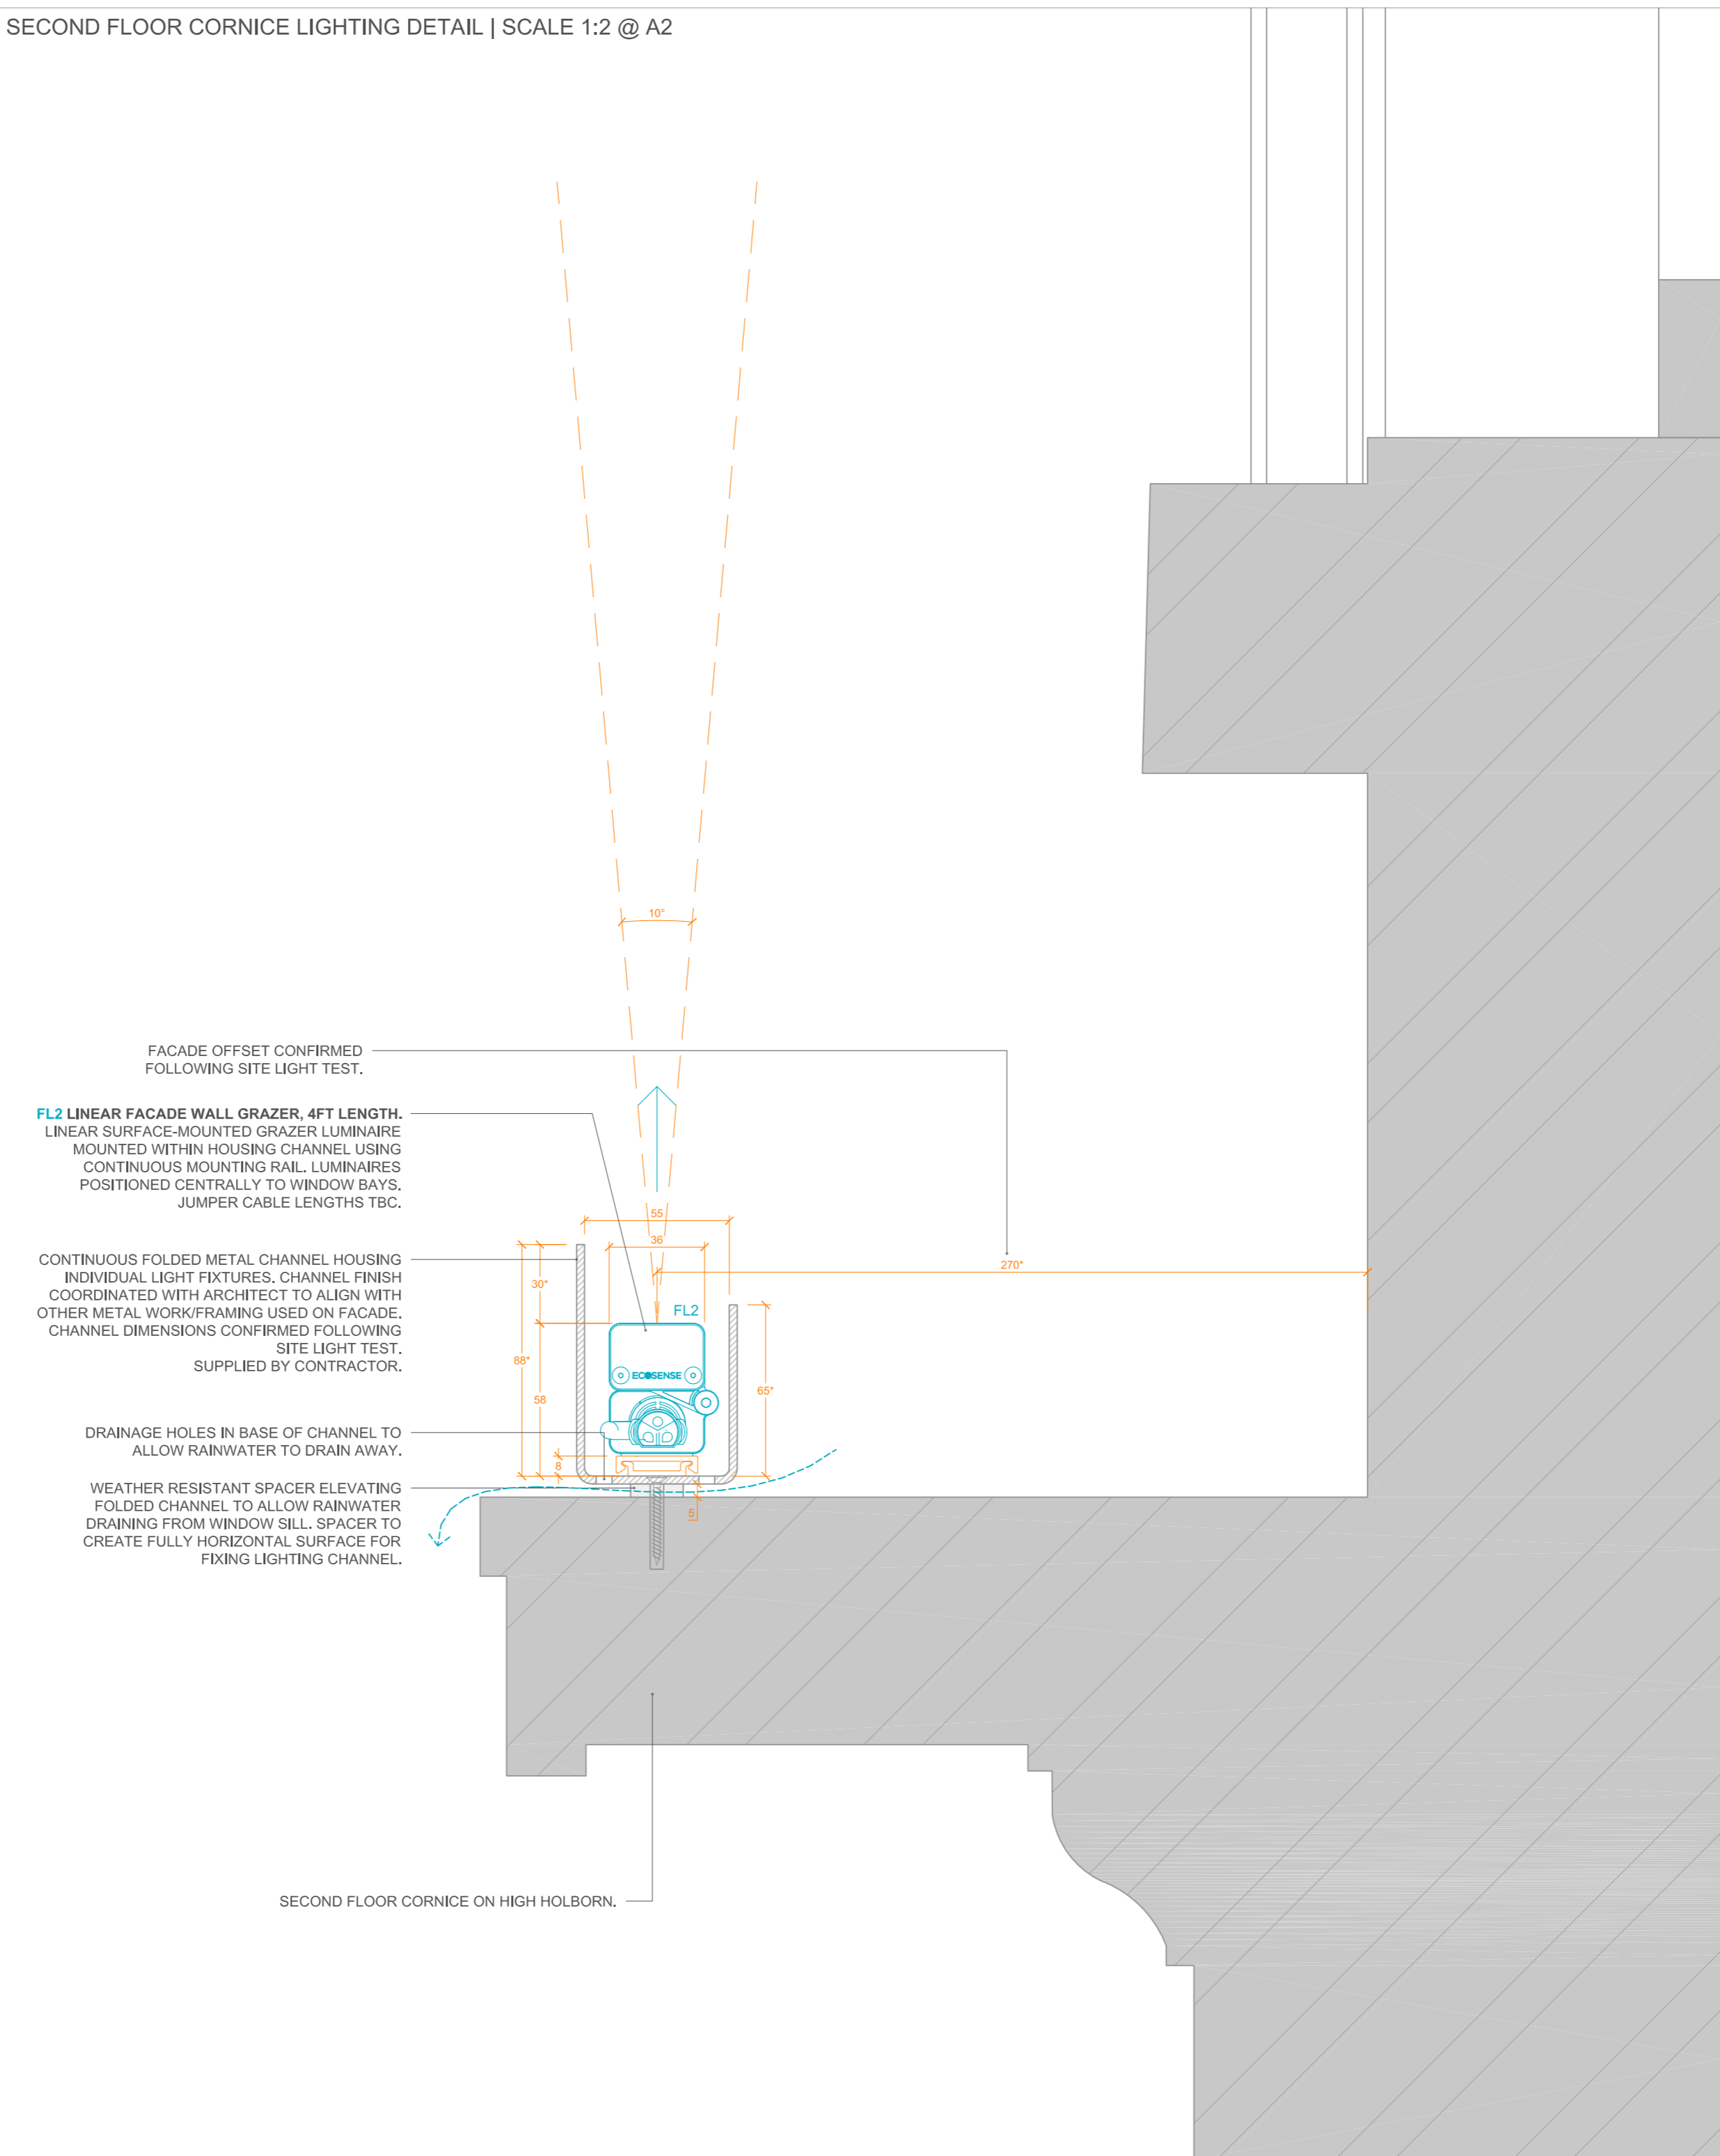 SECOND FLOOR CORNICE LIGHTING DETAIL | SCALE 1:2 @ A2
10°
FACADE OFFSET CONFIRMED
FOLLOWING SITE LIGHT TEST.
FL2 LINEAR FACADE WALL GRAZER, 4FT LENGTH.
LINEAR SURFACE-MOUNTED GRAZER LUMINAIRE
MOUNTED WITHIN HOUSING CHANNEL USING
CONTINUOUS MOUNTING RAIL. LUMINAIRES
POSITIONED CENTRALLY TO WINDOW BAYS.
JUMPER CABLE LENGTHS TBC.
CONTINUOUS FOLDED METAL CHANNEL HOUSING
INDIVIDUAL LIGHT FIXTURES. CHANNEL FINISH
COORDINATED WITH ARCHITECT TO ALIGN WITH
OTHER METAL WORK/FRAMING USED ON FACADE.
CHANNEL DIMENSIONS CONFIRMED FOLLOWING
SITE LIGHT TEST.
SUPPLIED BY CONTRACTOR.
DRAINAGE HOLES IN BASE OF CHANNEL TO
ALLOW RAINWATER TO DRAIN AWAY.
WEATHER RESISTANT SPACER ELEVATING
FOLDED CHANNEL TO ALLOW RAINWATER
DRAINING FROM WINDOW SILL. SPACER TO
CREATE FULLY HORIZONTAL SURFACE FOR
FIXING LIGHTING CHANNEL.
55
36
270*
30*
FL2
88*
ECOSENSE
65*
58
8
5
SECOND FLOOR CORNICE ON HIGH HOLBORN.